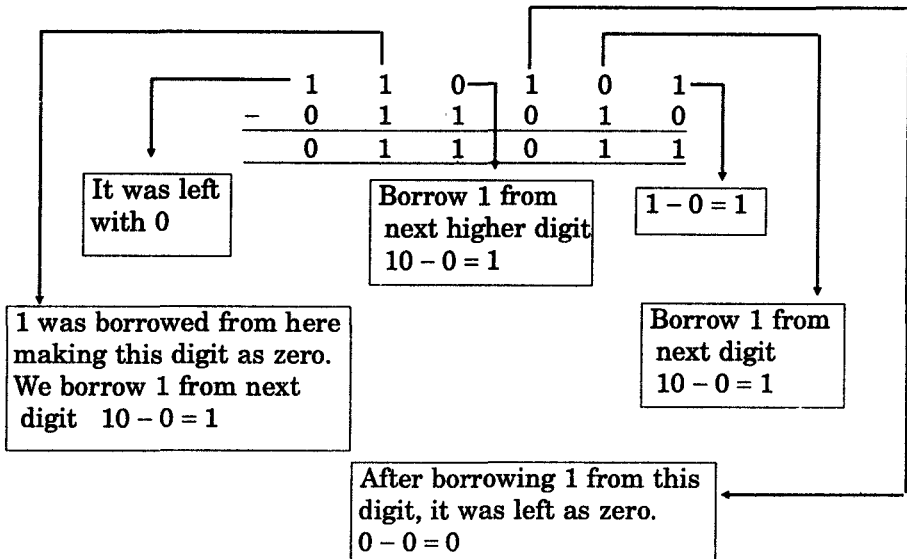 1 1 0 1 0 1
– 0 1 1 0 1 0
0 1 1 0 1 1
It was left
with 0
Borrow 1 from
next higher digit
10 – 0 = 1
1 – 0 = 1
1 was borrowed from here
making this digit as zero.
We borrow 1 from next
digit 10 – 0 = 1
Borrow 1 from
next digit
10 – 0 = 1
After borrowing 1 from this
digit, it was left as zero.
0 – 0 = 0